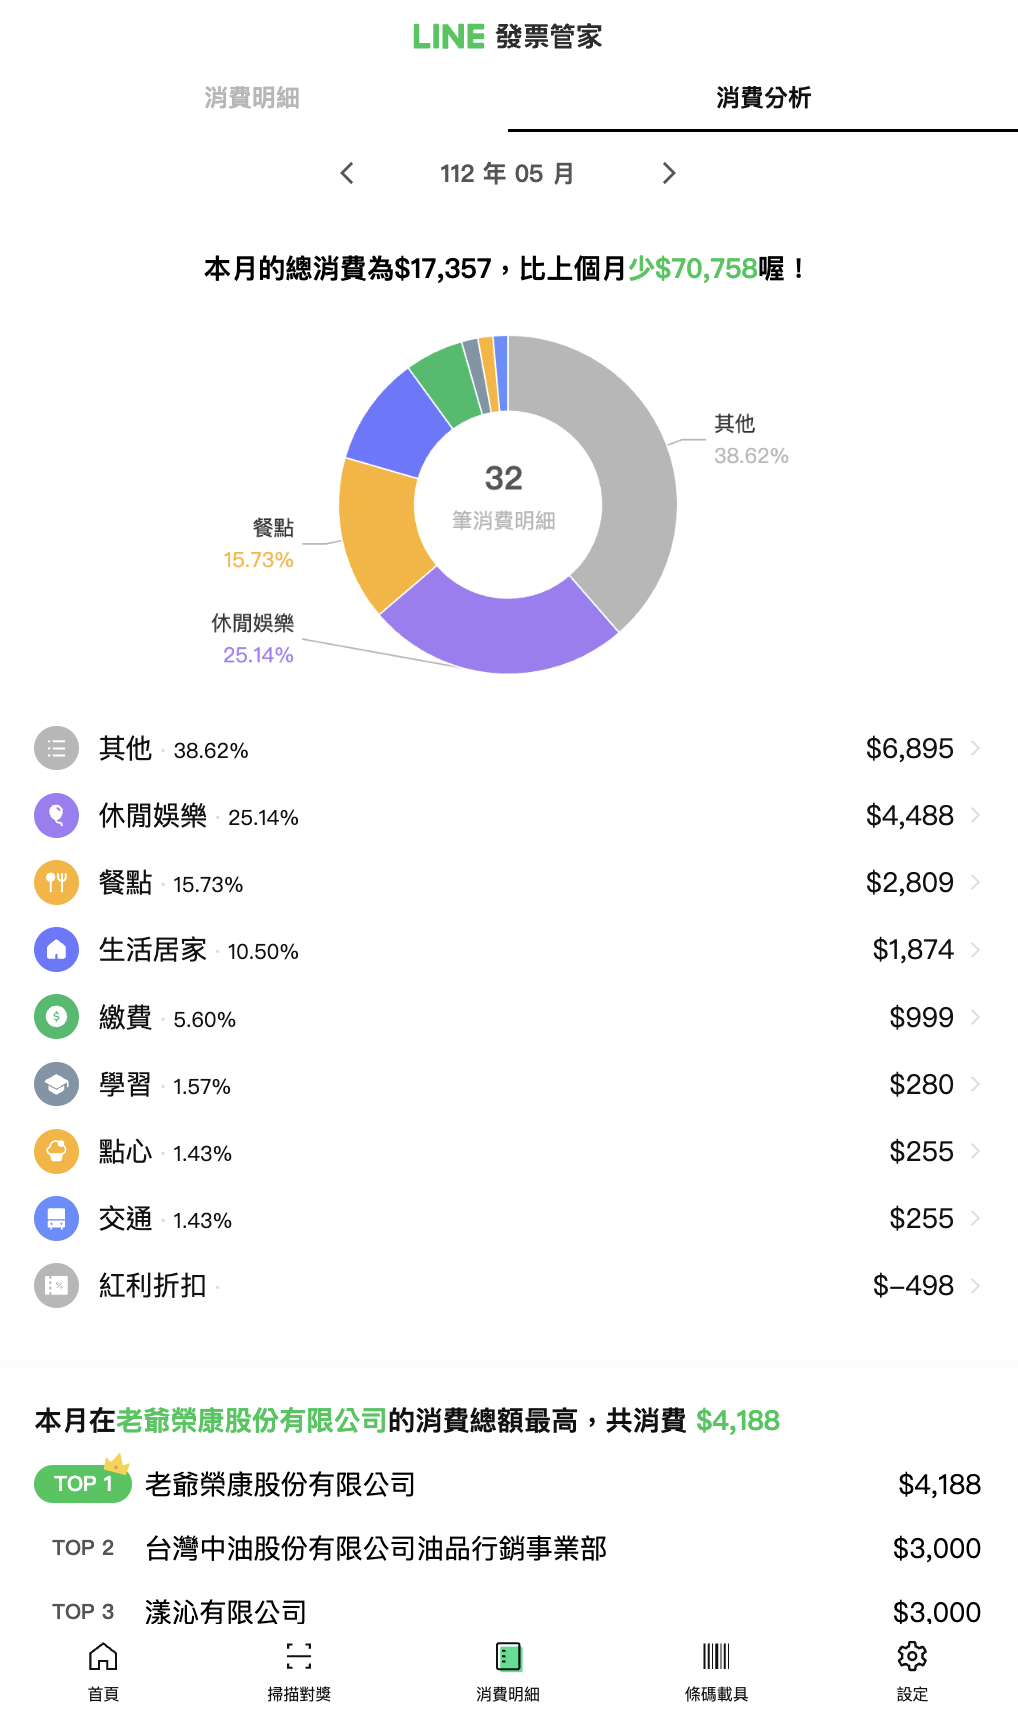 LINE 發票管家
消費明細 消費分析
112 年 05 月
本月的總消費為$17,357，比上個月少$70,758喔！
其他
38.62%
32
筆消費明細
餐點
15.73%
休閒娛樂
25.14%
其他 · 38.62% $6,895
休閒娛樂 · 25.14% $4,488
餐點 · 15.73% $2,809
生活居家 · 10.50% $1,874
繳費 · 5.60% $999
學習 · 1.57% $280
點心 · 1.43% $255
交通 · 1.43% $255
紅利折扣 · $-498
本月在老爺榮康股份有限公司的消費總額最高，共消費 $4,188
TOP 1 老爺榮康股份有限公司 $4,188
TOP 2 台灣中油股份有限公司油品行銷事業部 $3,000
TOP 3 漾沁有限公司 $3,000
首頁 掃描對獎 消費明細 條碼載具 設定